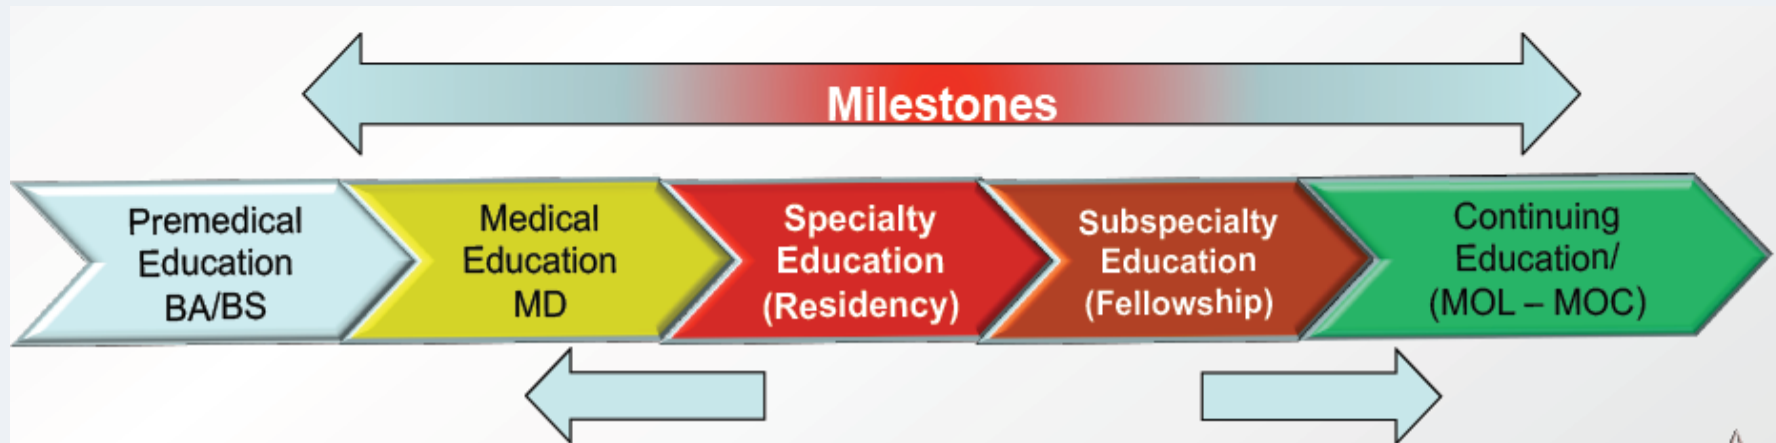 Milestones
Premedical
Education
BA/BS
Medical
Education
MD
Specialty
Education
(Residency)
Subspecialty
Education
(Fellowship)
Continuing
Education/
(MOL – MOC)